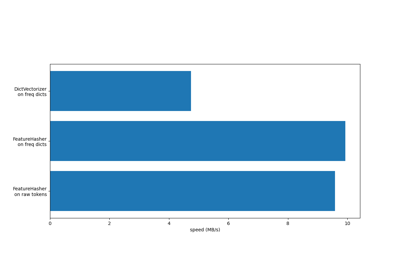 DictVectorizer
on freq dicts
FeatureHasher
on freq dicts
FeatureHasher
on raw tokens
0 2 4 6 8 10
speed (MB/s)